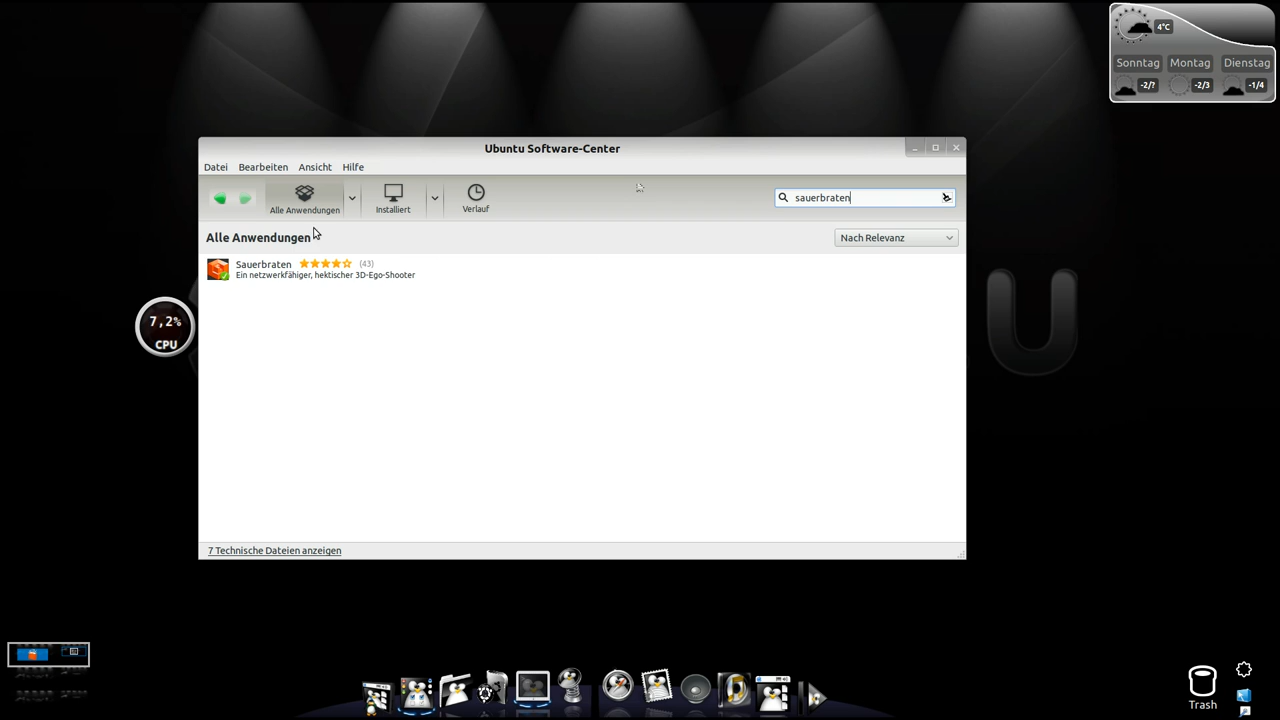 4°C
Sonntag Montag Dienstag
-2/? -2/3 -1/4
Ubuntu Software-Center
Datei Bearbeiten Ansicht Hilfe
Alle Anwendungen Installiert Verlauf
sauerbraten
Alle Anwendungen
Nach Relevanz
Sauerbraten (43)
Ein netzwerkfähiger, hektischer 3D-Ego-Shooter
7,2%
CPU
U
7 Technische Dateien anzeigen
Trash